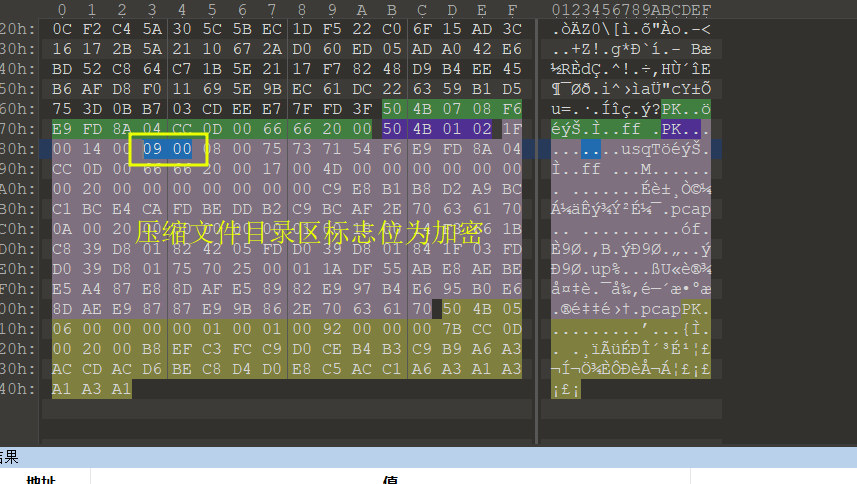 0 1 2 3 4 5 6 7 8 9 A B C D E F 0123456789ABCDEF
20h: 0C F2 C4 5A 30 5C 5B EC 1D F5 22 C0 6F 15 AD 3C .òÄZ0\[ì.õ"Ào.-<
30h: 16 17 2B 5A 21 10 67 2A D0 60 ED 05 AD A0 42 E6 ..+Z!.g*Ð`í.- Bæ
40h: BD 52 C8 64 C7 1B 5E 21 17 F7 82 48 D9 B4 EE 45 ½RÈdÇ.^!.÷‚HÙ´îE
50h: B6 AF D8 F0 11 69 5E 9B EC 61 DC 22 63 59 B1 D5 ¶¯Øð.i^›ìaÜ"cY±Õ
60h: 75 3D 0B B7 03 CD EE E7 7F FD 3F 50 4B 07 08 F6 u=.·.Íîç.ý?PK..ö
70h: E9 FD 8A 04 CC 0D 00 66 66 20 00 50 4B 01 02 1F éýŠ.Ì..ff .PK...
80h: 00 14 00 09 00 08 00 75 73 71 54 F6 E9 FD 8A 04 .......usqTöéýŠ.
90h: CC 0D 00 66 66 20 00 17 00 4D 00 00 00 00 00 00 Ì..ff ...M......
A0h: 00 20 00 00 00 00 00 00 00 C9 E8 B1 B8 D2 A9 BC . .......Éè±¸Ò©¼
B0h: C1 BC E4 CA FD BE DD B2 C9 BC AF 2E 70 63 61 70 Á¼äÊý¾Ý²É¼¯.pcap
C0h: 0A 00 20 00
压缩文件目录区标志位为加密
D0h: C8 39 D8 01 82 42 05 FD D0 39 D8 01 84 1F 03 FD È9Ø.‚B.ýÐ9Ø.„..ý
E0h: D0 39 D8 01 75 70 25 00 01 1A DF 55 AB E8 AE BE Ð9Ø.up%...ßU«è®¾
F0h: E5 A4 87 E8 8D AF E5 89 82 E9 97 B4 E6 95 B0 E6 å¤‡è.¯å‰‚é—´æ•°æ
00h: 8D AE E9 87 87 E9 9B 86 2E 70 63 61 70 50 4B 05 .®é‡‡é›†.pcapPK.
10h: 06 00 00 00 00 01 00 01 00 92 00 00 00 7B CC 0D .........’...{Ì.
20h: 00 20 00 B8 EF C3 FC C9 D0 CE B4 B3 C9 B9 A6 A3 . .¸ïÃüÉÐÎ´³É¹¦£
30h: AC CD AC D6 BE C8 D4 D0 E8 C5 AC C1 A6 A3 A1 A3 ¬Í¬Ö¾ÈÔÐèÅ¬Á¦£¡£
40h: A1 A3 A1 ¡£¡
果
地址 值